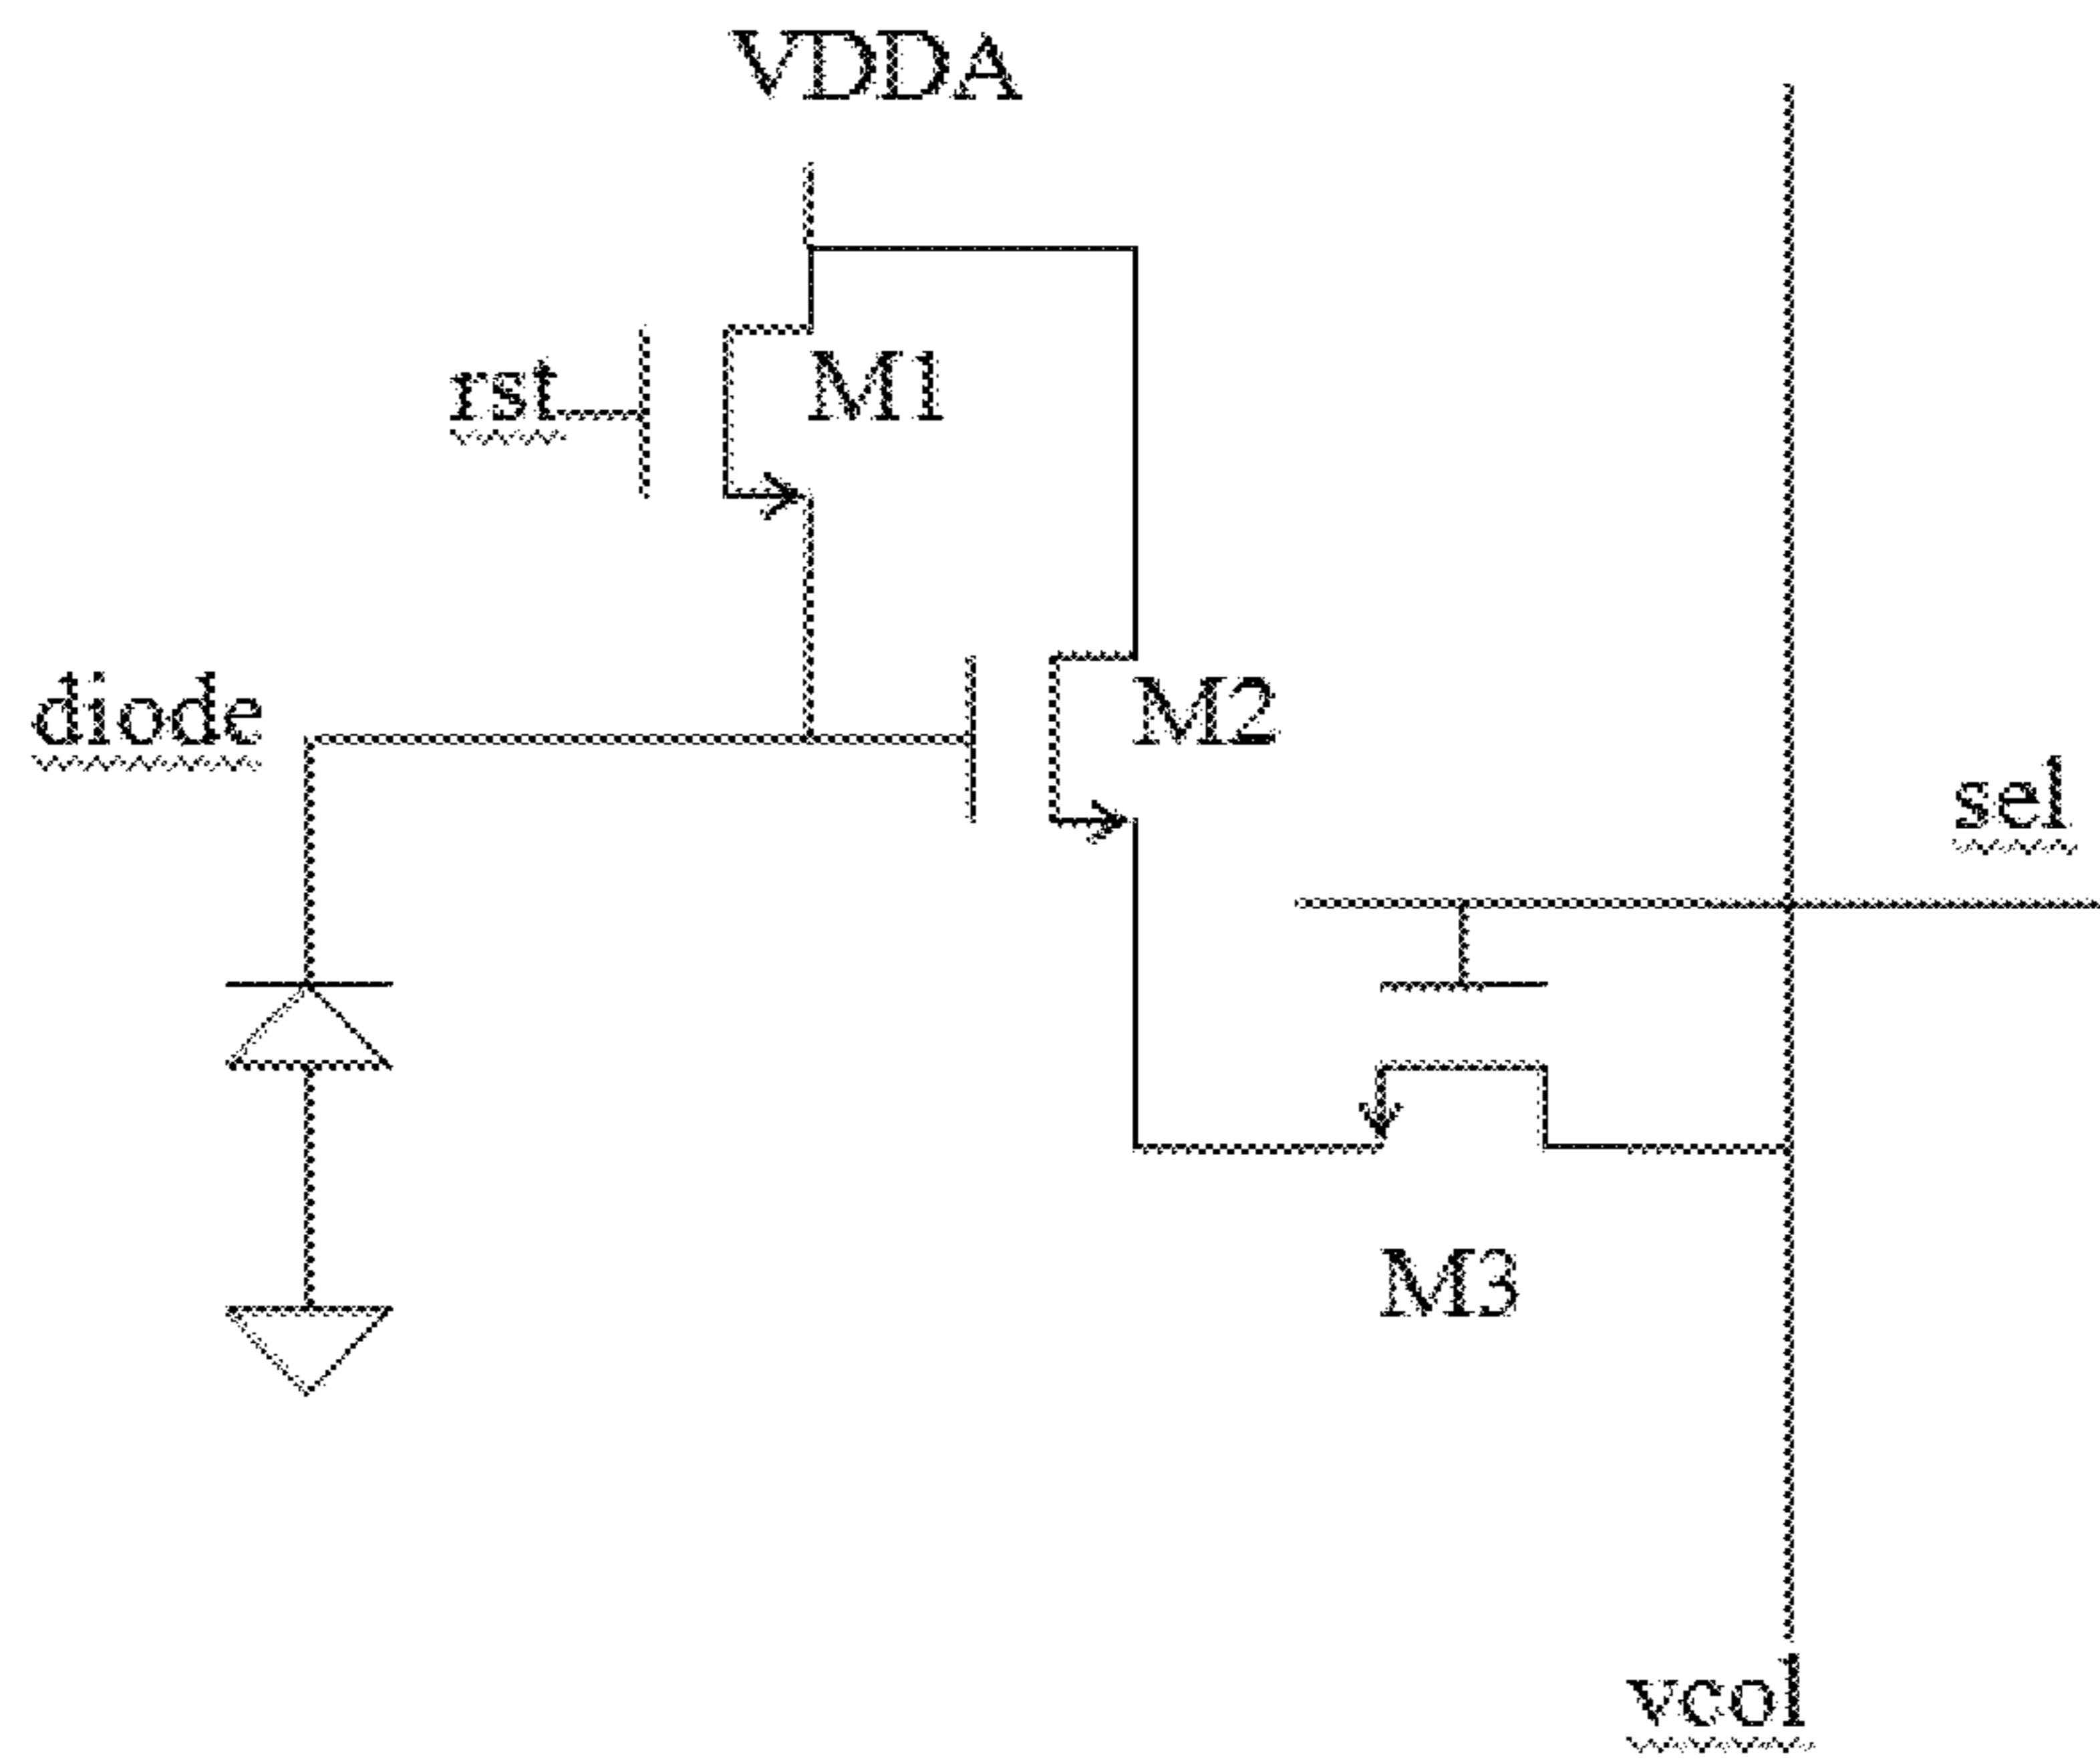 VDDA
rst
M1
diode
M2
sel
M3
vcol